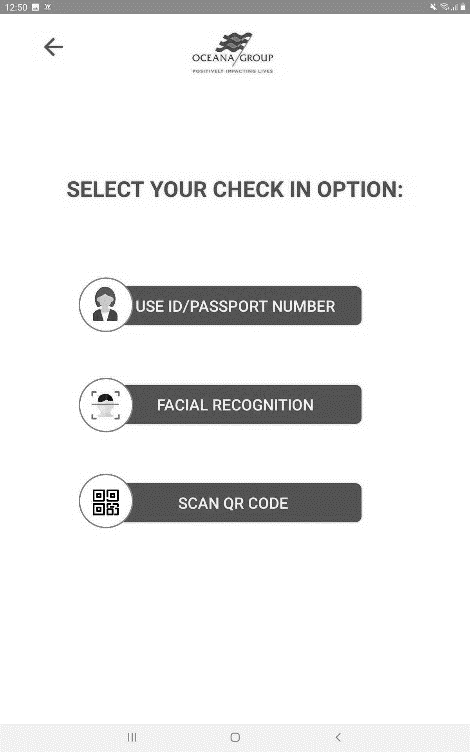 12:50
OCEANA GROUP
POSITIVELY IMPACTING LIVES
SELECT YOUR CHECK IN OPTION:
USE ID/PASSPORT NUMBER
FACIAL RECOGNITION
SCAN QR CODE